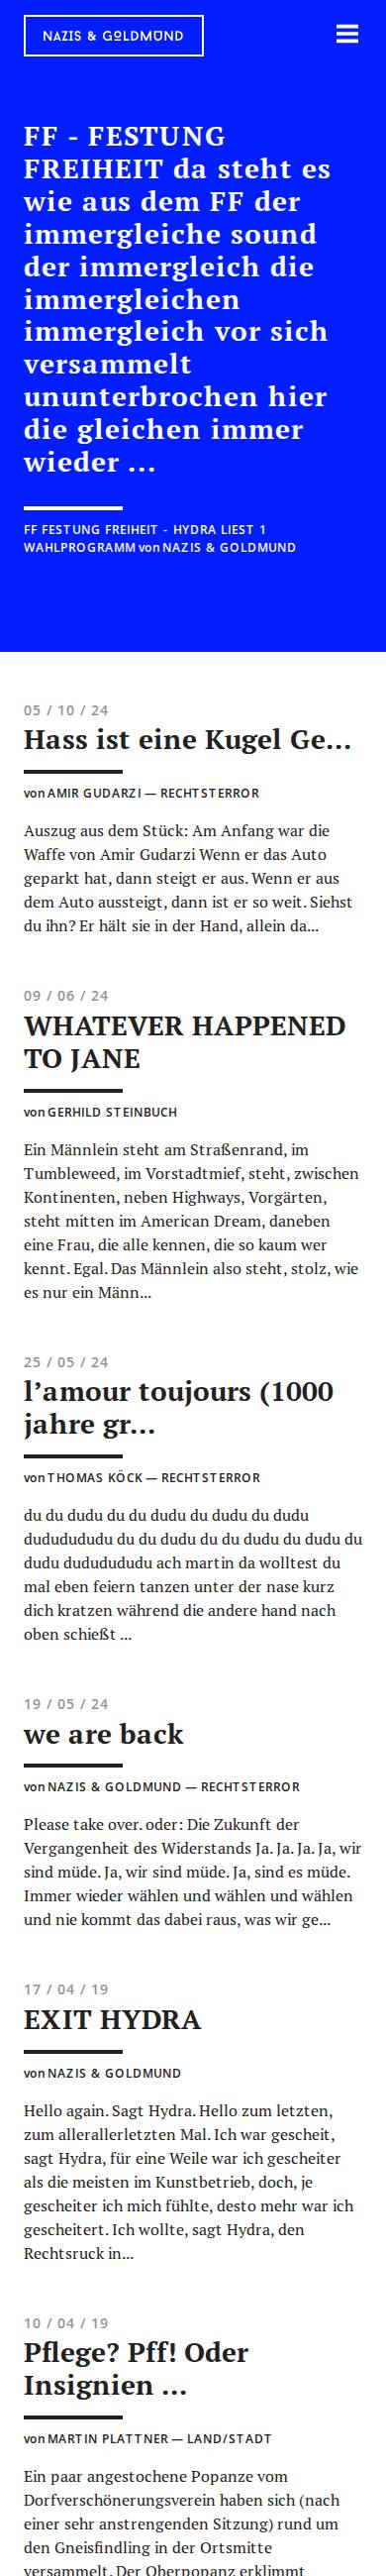 NAZIS & GOLDMUND
FF - FESTUNG
FREIHEIT da steht es
wie aus dem FF der
immergleiche sound
der immergleich die
immergleichen
immergleich vor sich
versammelt
ununterbrochen hier
die gleichen immer
wieder ...
FF FESTUNG FREIHEIT - HYDRA LIEST 1
WAHLPROGRAMM von NAZIS & GOLDMUND
05 / 10 / 24
Hass ist eine Kugel Ge...
von AMIR GUDARZI — RECHTSTERROR
Auszug aus dem Stück: Am Anfang war die
Waffe von Amir Gudarzi Wenn er das Auto
geparkt hat, dann steigt er aus. Wenn er aus
dem Auto aussteigt, dann ist er so weit. Siehst
du ihn? Er hält sie in der Hand, allein da...
09 / 06 / 24
WHATEVER HAPPENED
TO JANE
von GERHILD STEINBUCH
Ein Männlein steht am Straßenrand, im
Tumbleweed, im Vorstadtmief, steht, zwischen
Kontinenten, neben Highways, Vorgärten,
steht mitten im American Dream, daneben
eine Frau, die alle kennen, die so kaum wer
kennt. Egal. Das Männlein also steht, stolz, wie
es nur ein Männ...
25 / 05 / 24
l’amour toujours (1000
jahre gr...
von THOMAS KÖCK — RECHTSTERROR
du du dudu du du dudu du dudu du dudu
dudududududu du du dudu du du dudu du dudu du
dudu dudududududu ach martin da wolltest du
mal eben feiern tanzen unter der nase kurz
dich kratzen während die andere hand nach
oben schießt ...
19 / 05 / 24
we are back
von NAZIS & GOLDMUND — RECHTSTERROR
Please take over. oder: Die Zukunft der
Vergangenheit des Widerstands Ja. Ja. Ja. Ja, wir
sind müde. Ja, wir sind müde. Ja, sind es müde.
Immer wieder wählen und wählen und wählen
und nie kommt das dabei raus, was wir ge...
17 / 04 / 19
EXIT HYDRA
von NAZIS & GOLDMUND
Hello again. Sagt Hydra. Hello zum letzten,
zum allerallerletzten Mal. Ich war gescheit,
sagt Hydra, für eine Weile war ich gescheiter
als die meisten im Kunstbetrieb, doch, je
gescheiter ich mich fühlte, desto mehr war ich
gescheitert. Ich wollte, sagt Hydra, den
Rechtsruck in...
10 / 04 / 19
Pflege? Pff! Oder
Insignien ...
von MARTIN PLATTNER — LAND/STADT
Ein paar angestochene Popanze vom
Dorfverschönerungsverein haben sich (nach
einer sehr anstrengenden Sitzung) rund um
den Gneisfindling in der Ortsmitte
versammelt. Der Oberpopanz erklimmt